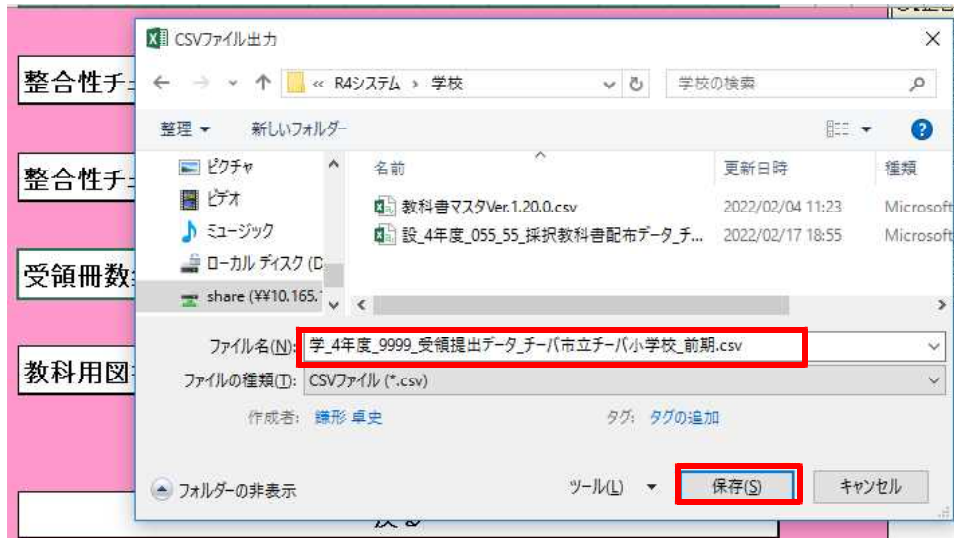 CSVファイル出力
整合性チェ
« R4システム › 学校
学校の検索
整理
新しいフォルダー
ピクチャ
名前
更新日時
種類
整合性チェ
ビデオ
教科書マスタVer.1.20.0.csv
2022/02/04 11:23
Microsoft
ミュージック
設_4年度_055_55_採択教科書配布データ_チ...
2022/02/17 18:55
Microsoft
ローカル ディスク (D
受領冊数
share (¥¥10.165.
ファイル名(N):
学_4年度_9999_受領提出データ_チーバ市立チーバ小学校_前期.csv
教科用図
ファイルの種類(T):
CSVファイル (*.csv)
作成者:
鎌形 卓史
タグ:
タグの追加
フォルダーの非表示
ツール(L)
保存(S)
キャンセル
戻る